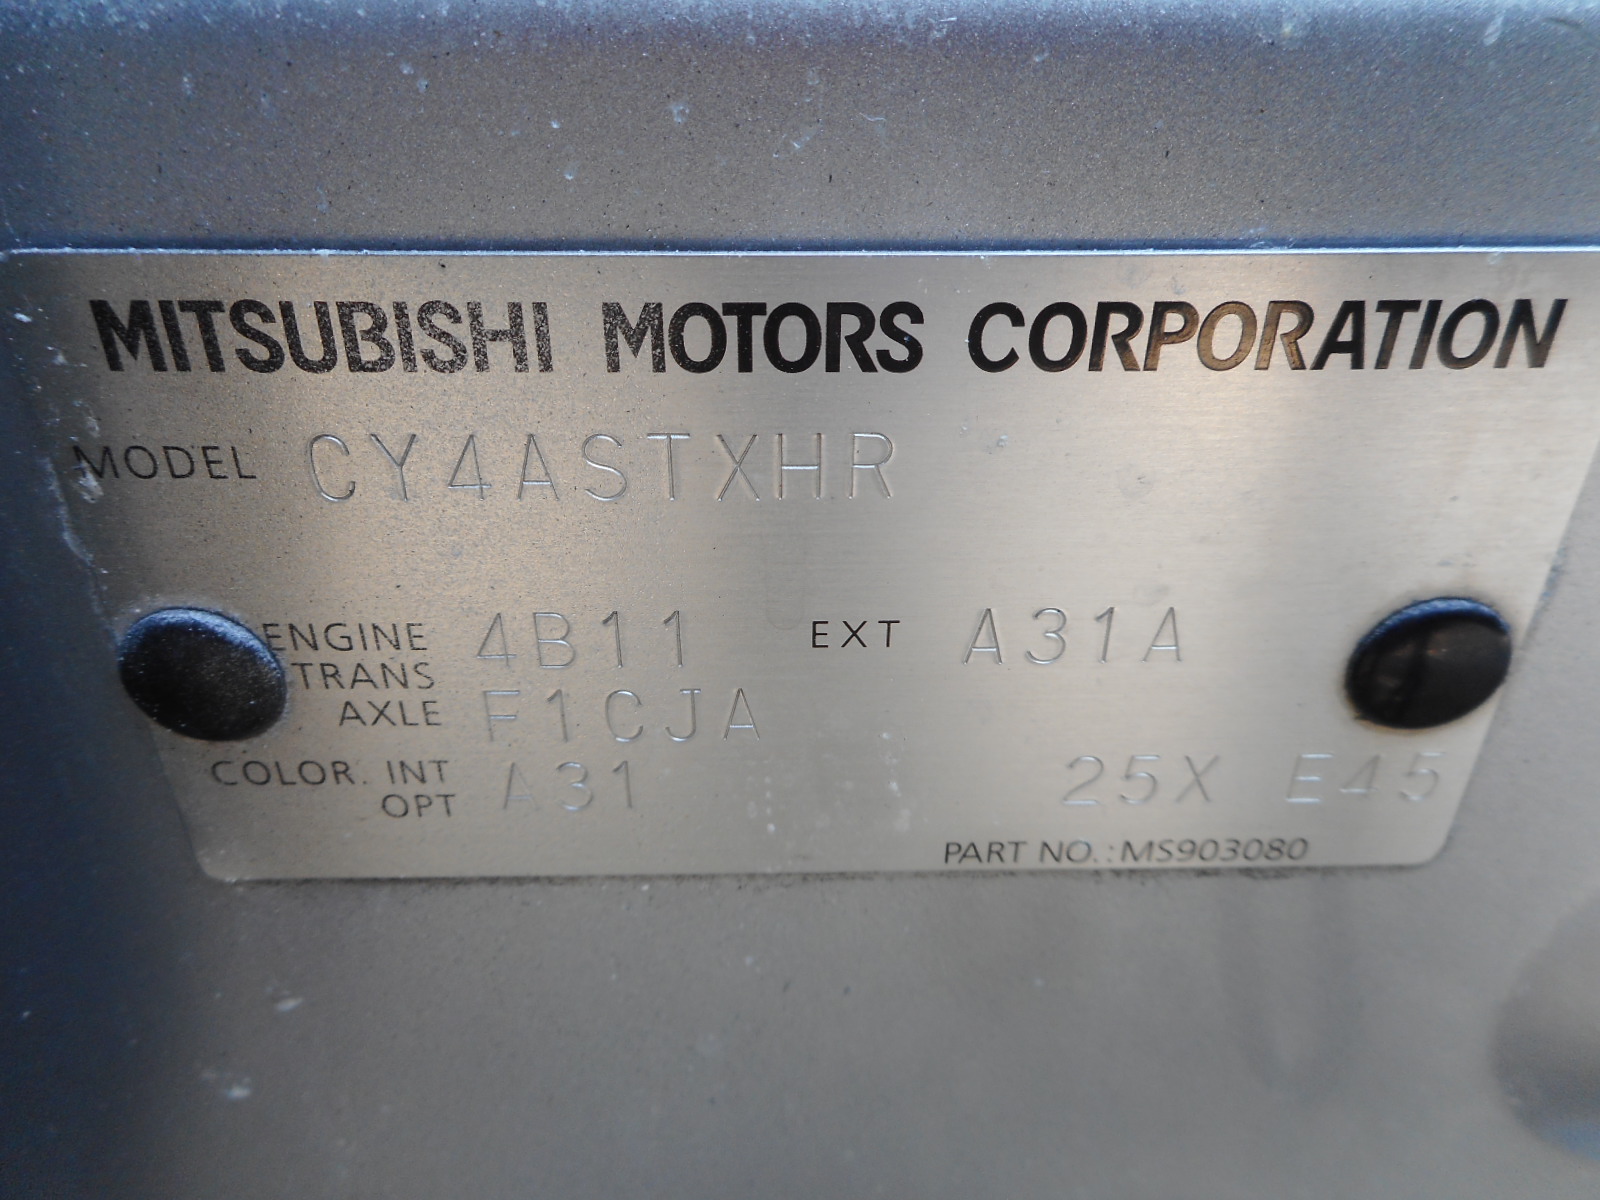 MITSUBISHI MOTORS CORPORATION
MODEL CY4ASTXHR
ENGINE 4B11 EXT A31A
TRANS
AXLE F1CJA
COLOR. INT A31 25X E45
OPT
PART NO.:MS903080